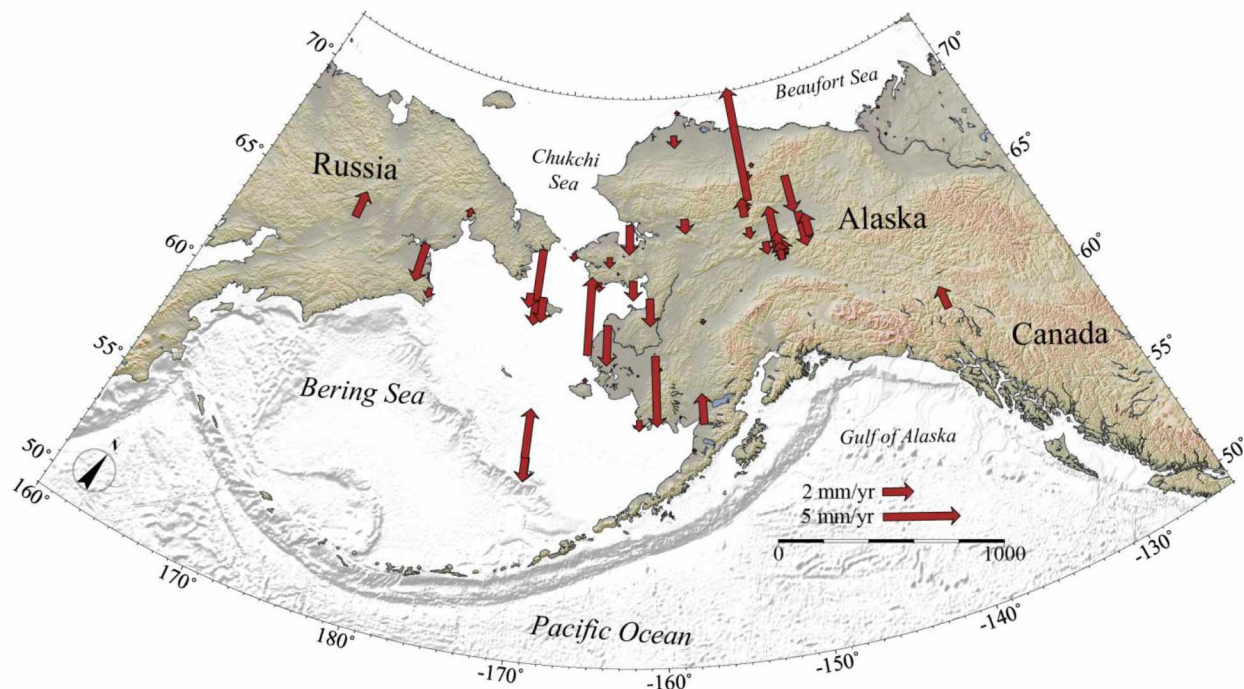 70°
70°
Beaufort Sea
65°
65°
Chukchi
Sea
Russia
Alaska
60°
60°
Canada
55°
55°
Bering Sea
Gulf of Alaska
50°
50°
160°
2 mm/yr
5 mm/yr
0 1000
-130°
170°
-140°
180°
Pacific Ocean
-150°
-170°
-160°